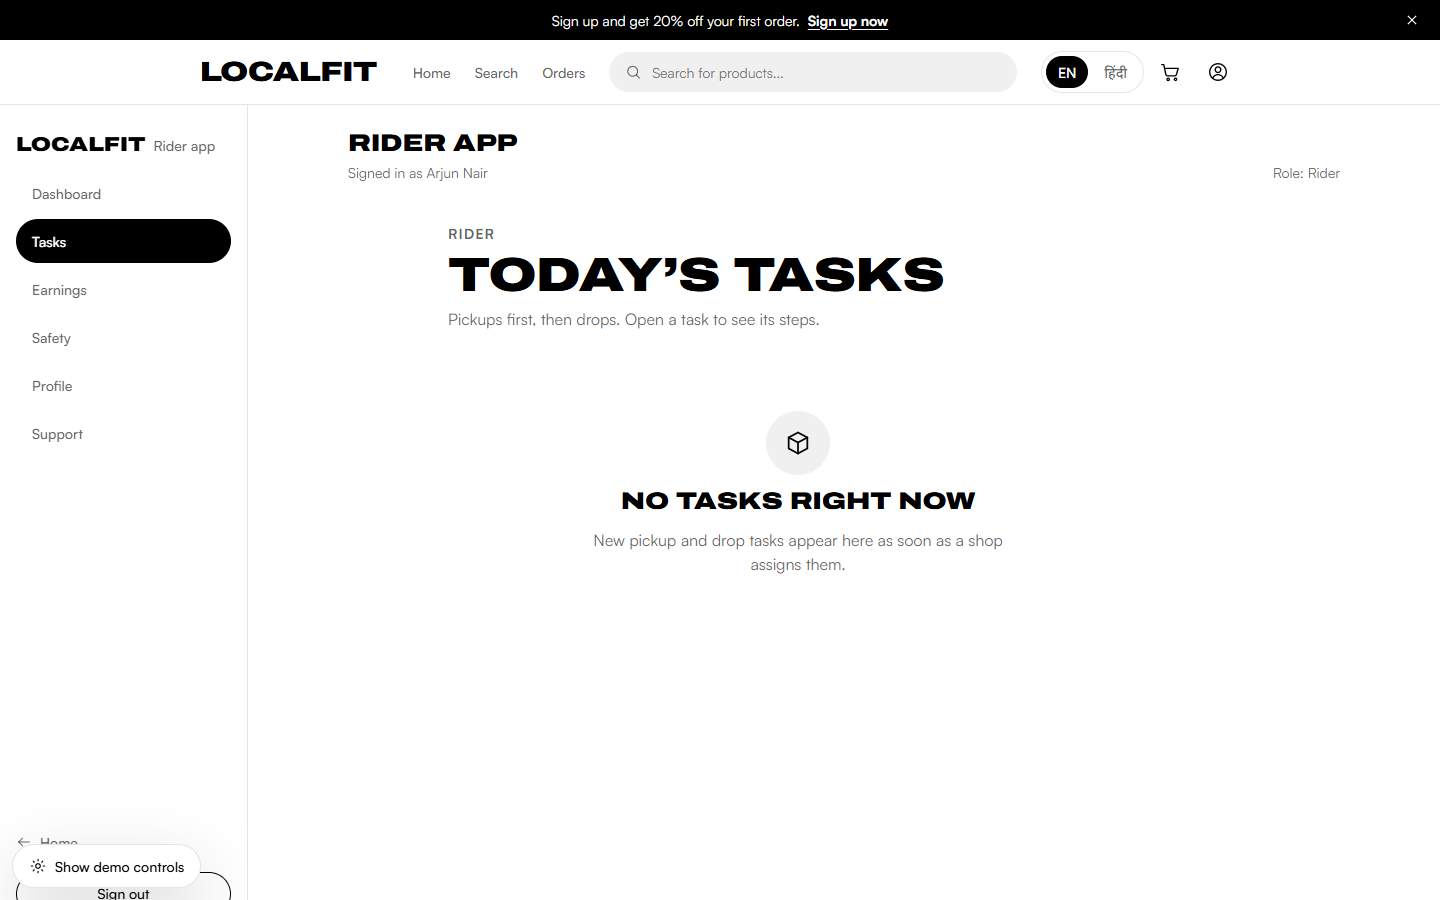 Sign up and get 20% off your first order. Sign up now
LOCALFIT
Home
Search
Orders
Search for products...
EN
हिंदी
LOCALFIT Rider app
Dashboard
Tasks
Earnings
Safety
Profile
Support
Home
Show demo controls
Sign out
RIDER APP
Signed in as Arjun Nair
Role: Rider
RIDER
TODAY’S TASKS
Pickups first, then drops. Open a task to see its steps.
NO TASKS RIGHT NOW
New pickup and drop tasks appear here as soon as a shop
assigns them.